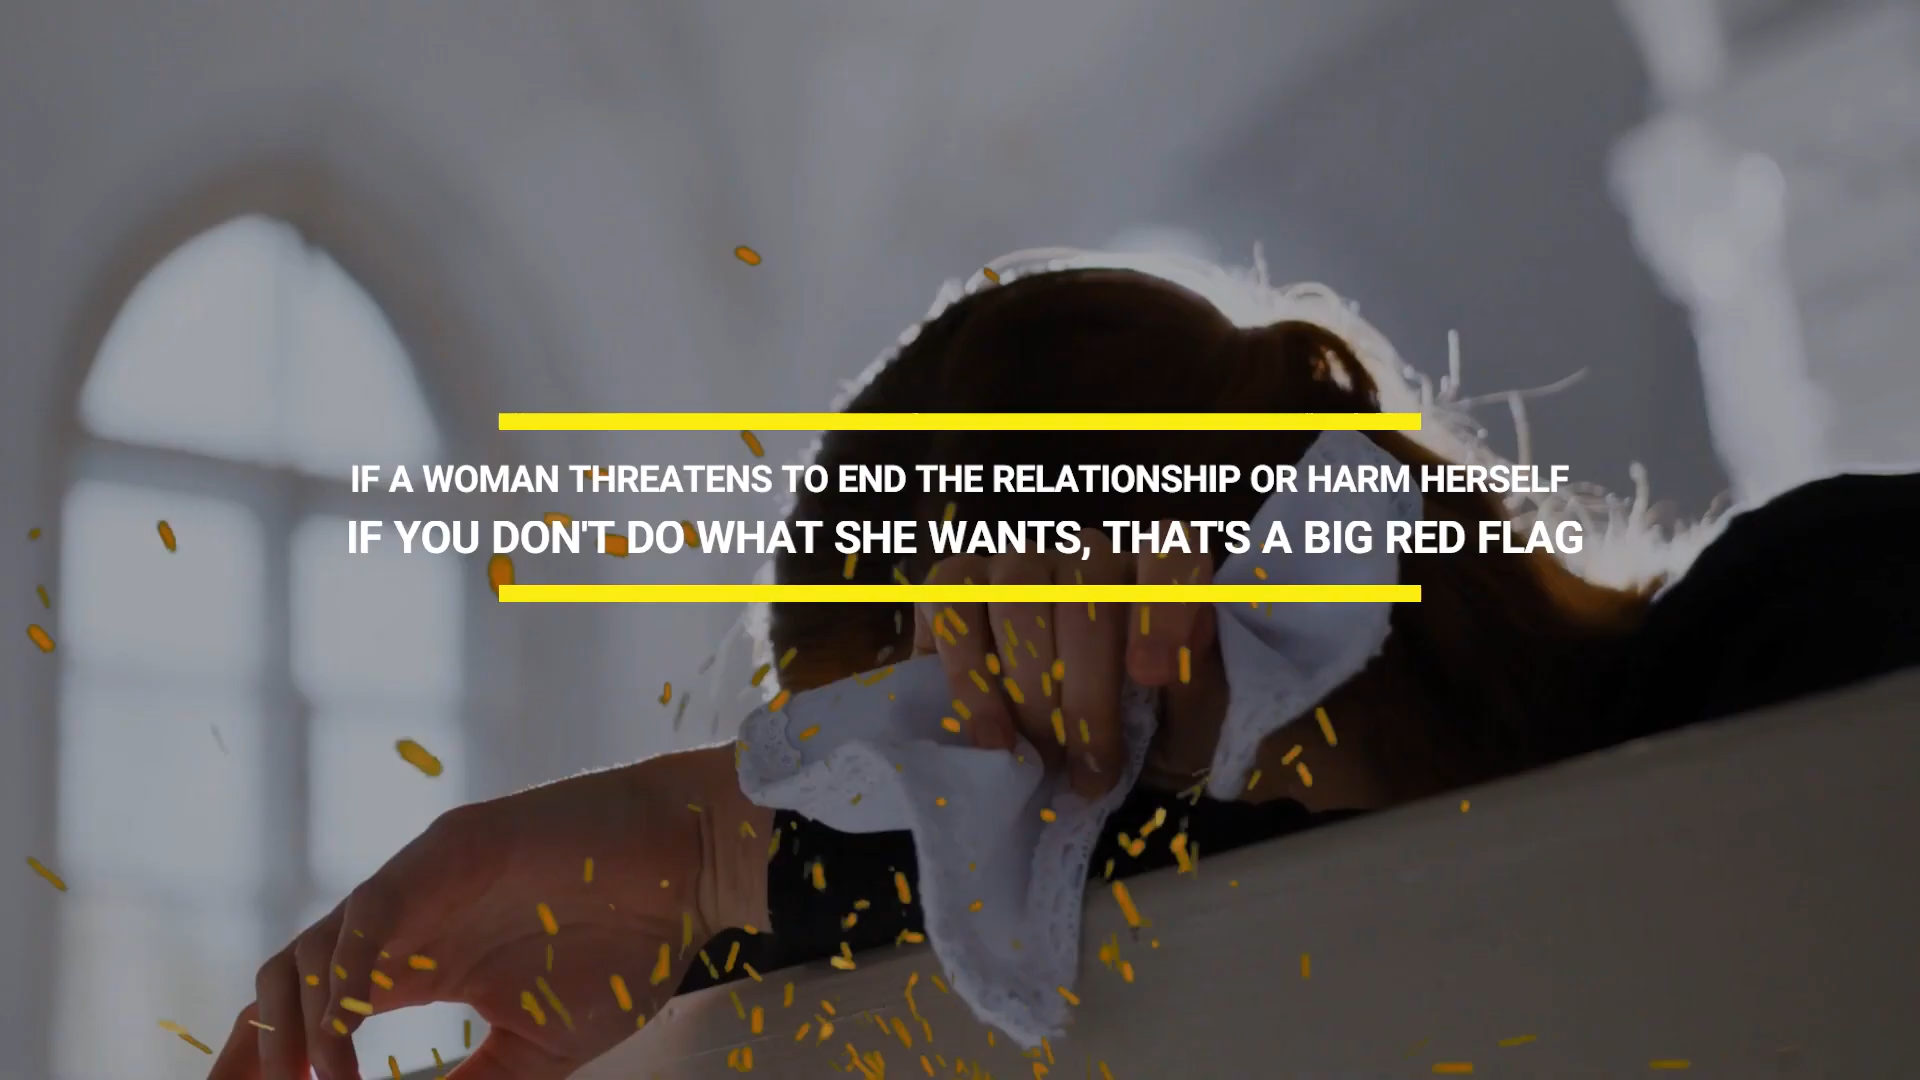 IF A WOMAN THREATENS TO END THE RELATIONSHIP OR HARM HERSELF
IF YOU DON'T DO WHAT SHE WANTS, THAT'S A BIG RED FLAG